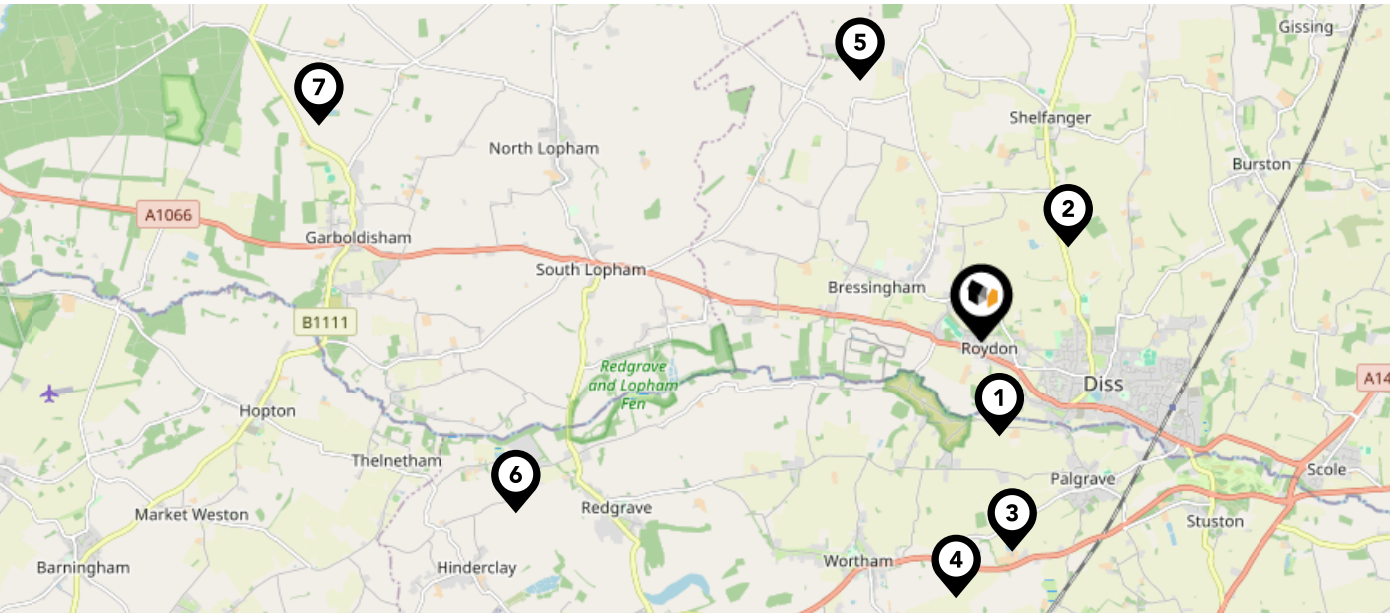 Gissing
5
7
Shelfanger
North Lopham
Burston
A1066
2
Garboldisham
South Lopham
Bressingham
B1111
Roydon
Redgrave
and Lopham
Fen
Diss
A14
1
Hopton
Thelnetham
6
Scole
Palgrave
Redgrave
Market Weston
3
Stuston
Wortham
4
Barningham
Hinderclay